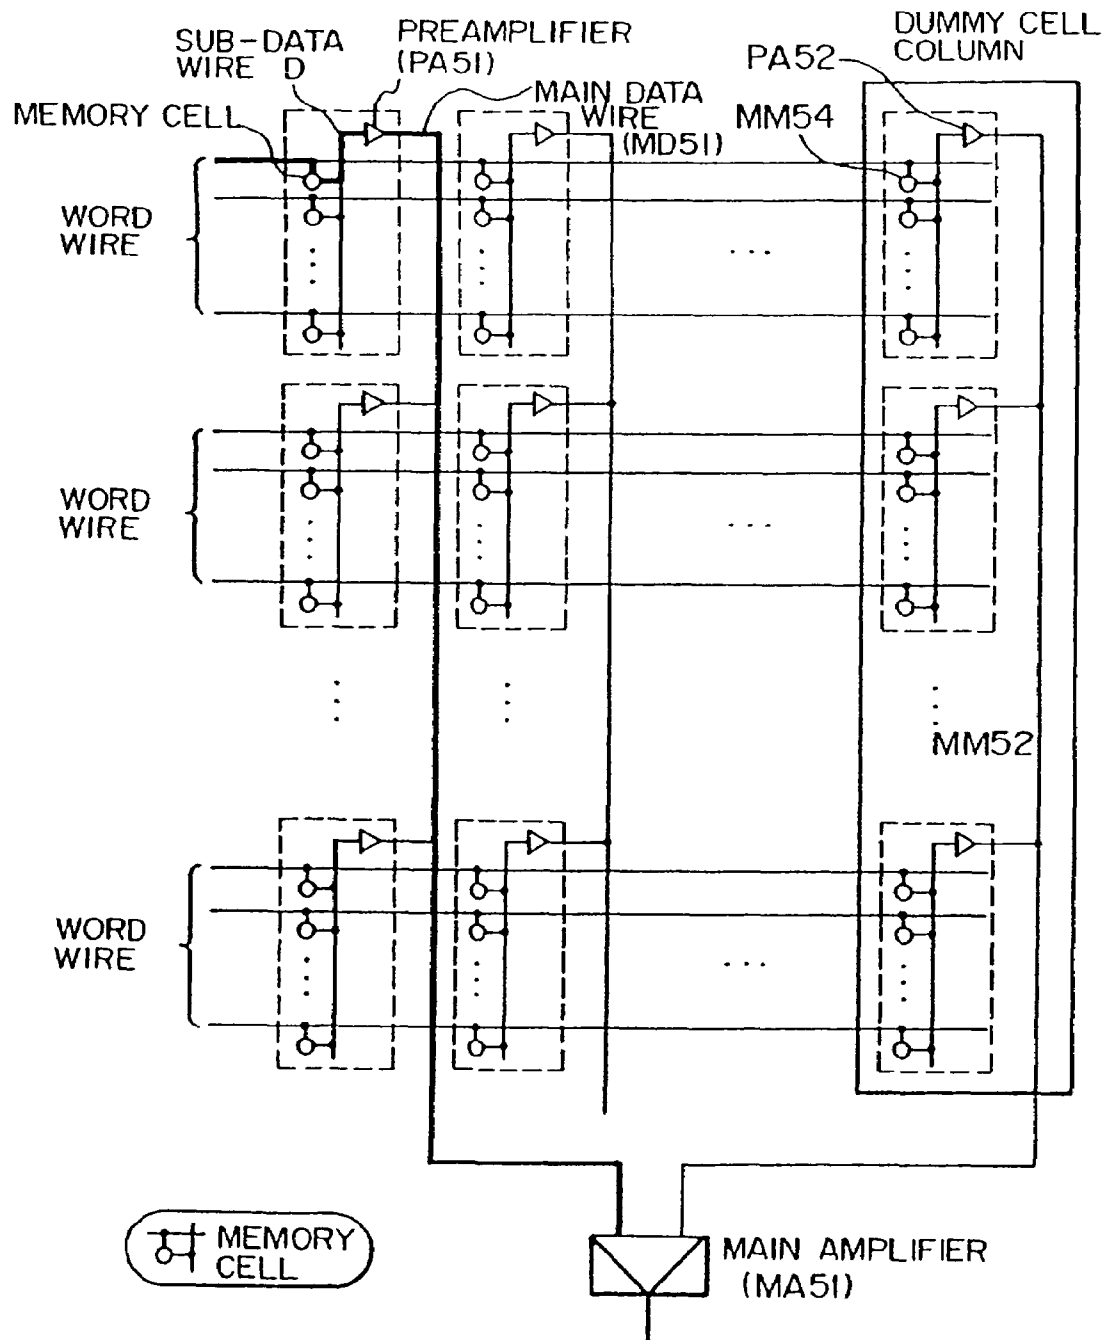 SUB-DATA
WIRE D
PREAMPLIFIER
(PA51)
DUMMY CELL
COLUMN
PA52
MEMORY CELL
MAIN DATA
WIRE
(MD51)
MM54
WORD
WIRE
. . .
WORD
WIRE
. . .
MM52
WORD
WIRE
. . .
MEMORY
CELL
MAIN AMPLIFIER
(MA51)